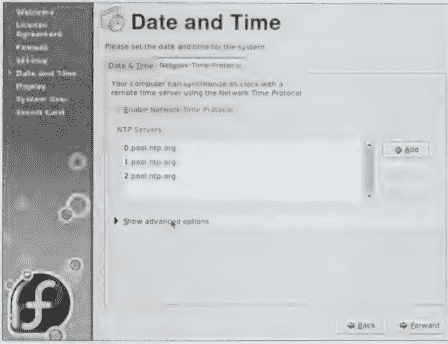 Welcome
License
Agreement
Firewall
SELinux
Date and Time
Display
System User
Sound Card
Date and Time
Please set the date and time for the system.
Date & Time
Network Time Protocol
Your computer can synchronize its clock with a
remote time server using the Network Time Protocol
Enable Network Time Protocol
NTP Servers
0.pool.ntp.org
1.pool.ntp.org
2.pool.ntp.org
Add
Show advanced options
Back
Forward